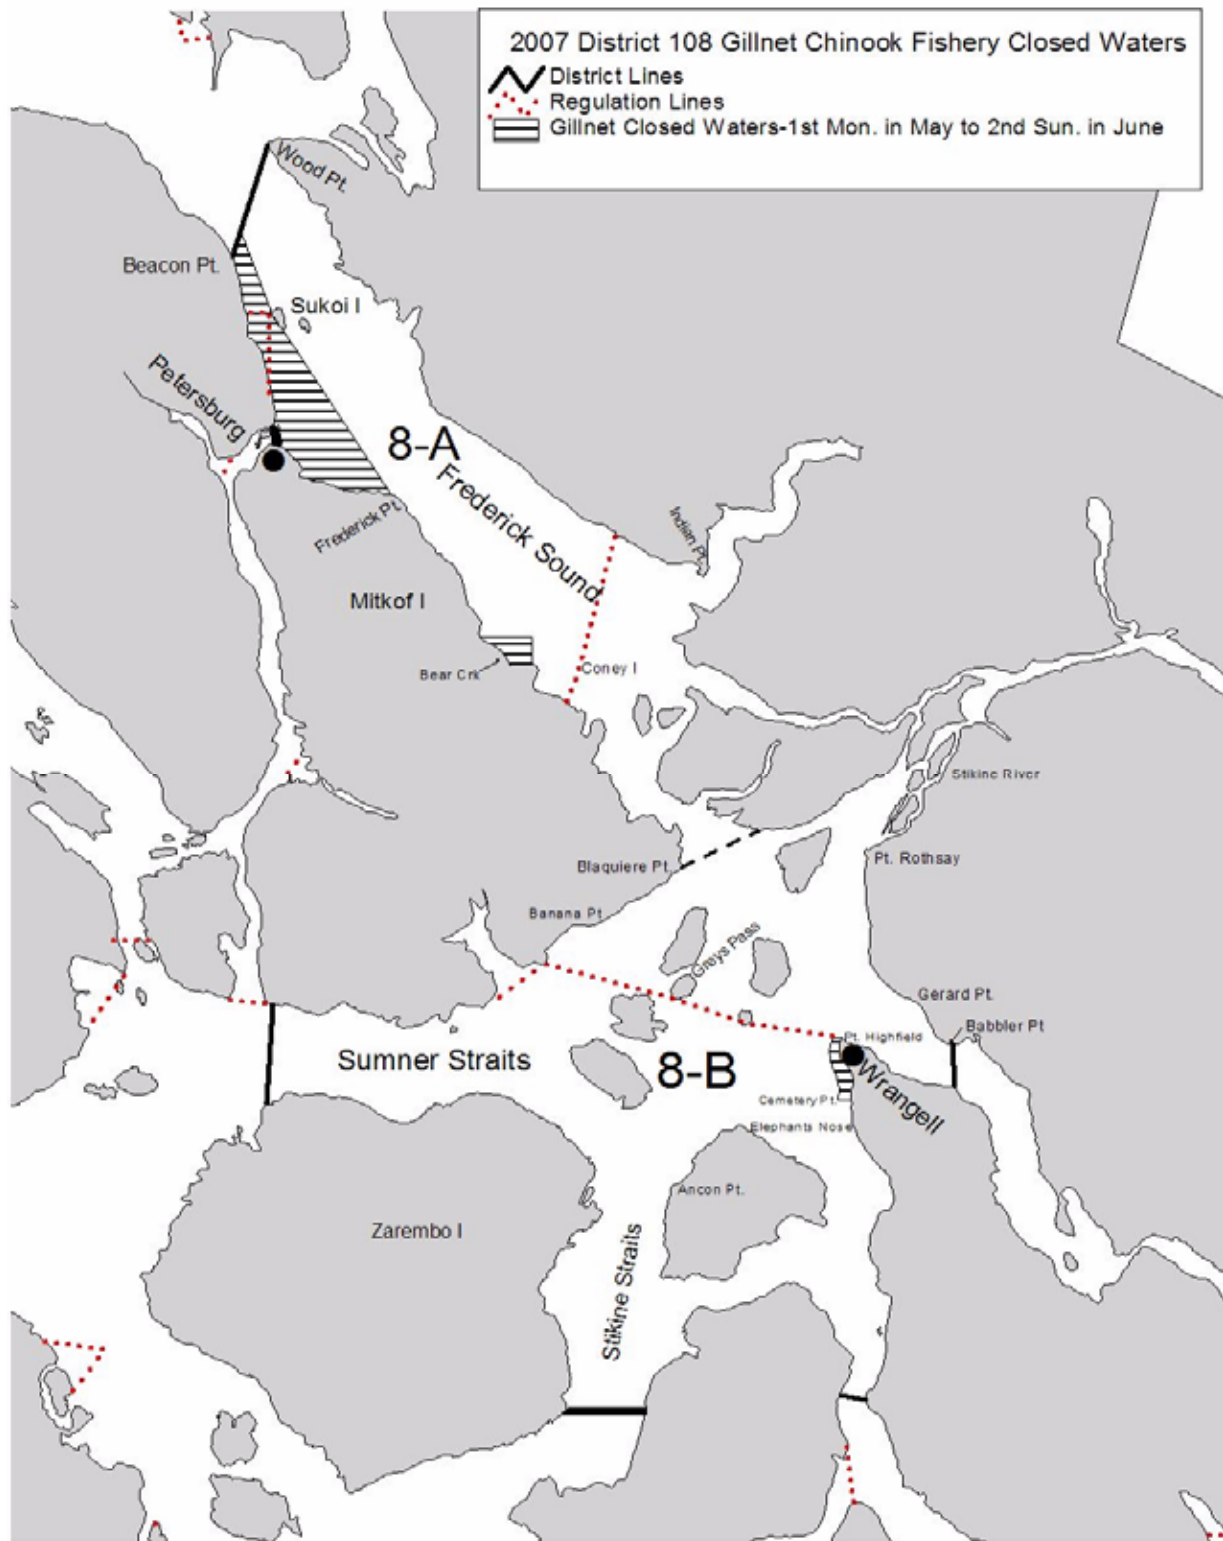 2007 District 108 Gillnet Chinook Fishery Closed Waters
District Lines
Regulation Lines
Gillnet Closed Waters-1st Mon. in May to 2nd Sun. in June
Wood Pt.
Beacon Pt.
Sukoi I
Petersburg
8-A
Frederick Sound
Frederick Pt.
Indian Pt.
Mitkof I
Bear Crk
Coney I
Stikine River
Blaquiere Pt.
Pt. Rothsay
Banana Pt
Greys Pass
Gerard Pt.
Babbler Pt
Pt. Highfield
Sumner Straits
8-B
Wrangell
Cemetery Pt.
Elephants Nose
Ancon Pt.
Zarembo I
Stikine Straits